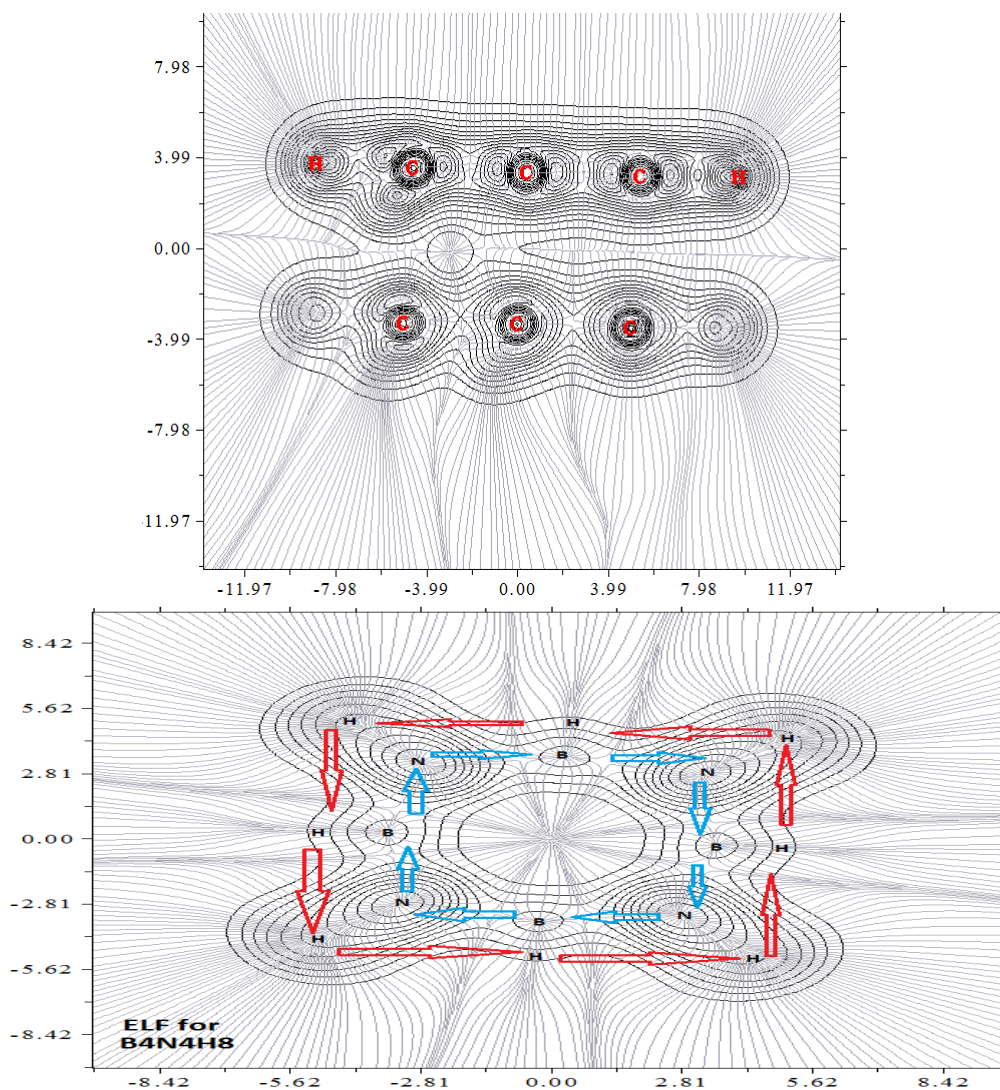 7.98
3.99
H C C C H
0.00
C C C
-3.99
-7.98
-11.97
-11.97 -7.98 -3.99 0.00 3.99 7.98 11.97
8.42
5.62
H H H
B
N N
2.81
0.00
H B B H
-2.81
N N
B
H H H
-5.62
-8.42
ELF for
B4N4H8
-8.42 -5.62 -2.81 0.00 2.81 5.62 8.42